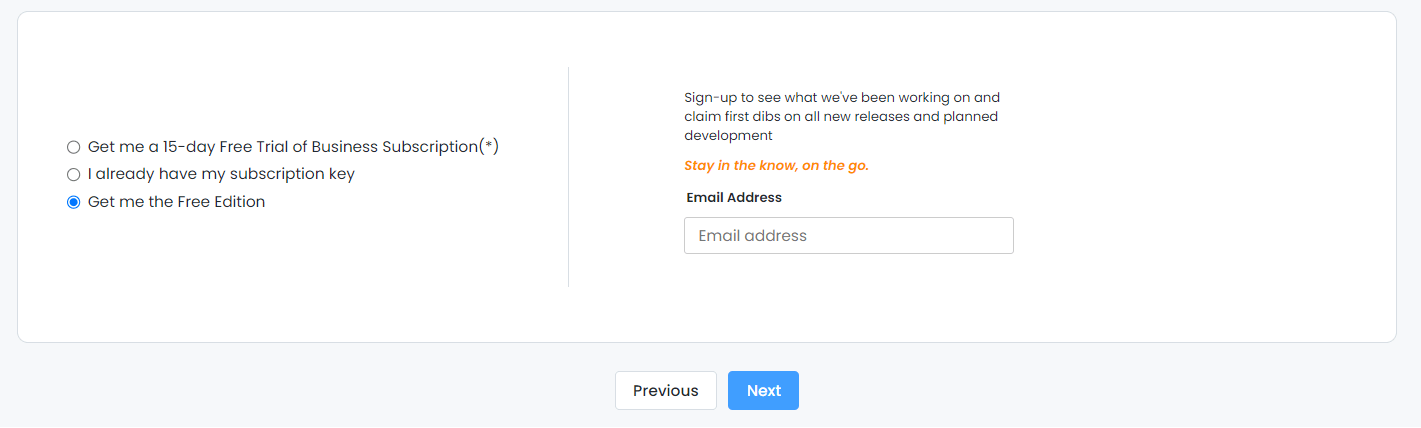 Get me a 15-day Free Trial of Business Subscription(*)
I already have my subscription key
Get me the Free Edition
Sign-up to see what we've been working on and
claim first dibs on all new releases and planned
development
Stay in the know, on the go.
Email Address
Email address
Previous
Next